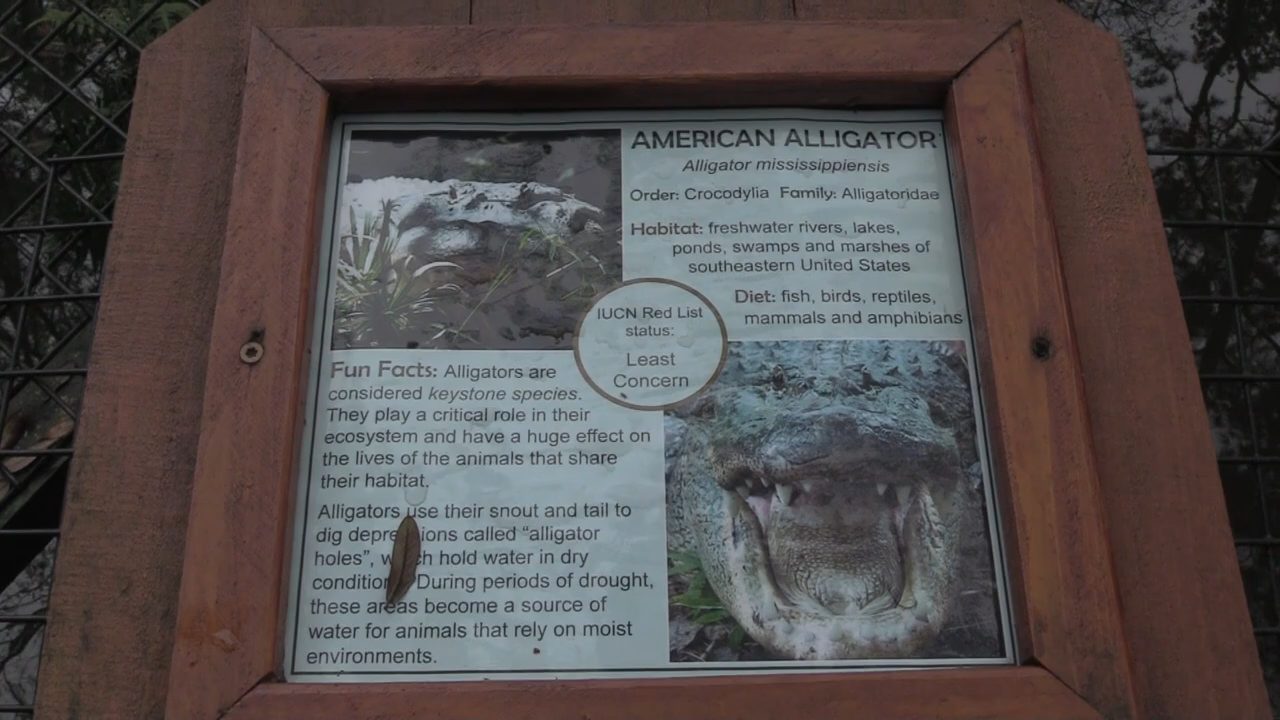 AMERICAN ALLIGATOR
Alligator mississippiensis
Order: Crocodylia Family: Alligatoridae
Habitat: freshwater rivers, lakes,
ponds, swamps and marshes of
southeastern United States
Diet: fish, birds, reptiles,
mammals and amphibians
IUCN Red List
status:
Least
Concern
Fun Facts: Alligators are
considered keystone species.
They play a critical role in their
ecosystem and have a huge effect on
the lives of the animals that share
their habitat.
Alligators use their snout and tail to
dig called “alligator
holes”, hold water in dry
During periods of drought,
these areas become a source of
water for animals that rely on moist
environments.